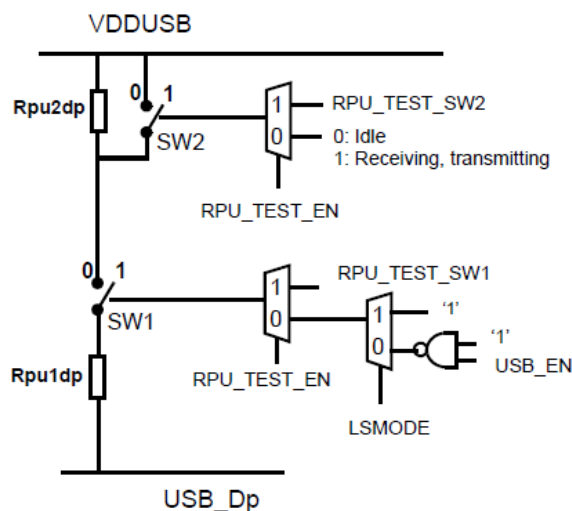 VDDUSB
Rpu2dp
0 1
SW2
1
0
RPU_TEST_SW2
0: Idle
1: Receiving, transmitting
RPU_TEST_EN
0 1
SW1
1
0
RPU_TEST_SW1
1
0
'1'
'1'
USB_EN
Rpu1dp
RPU_TEST_EN
LSMODE
USB_Dp